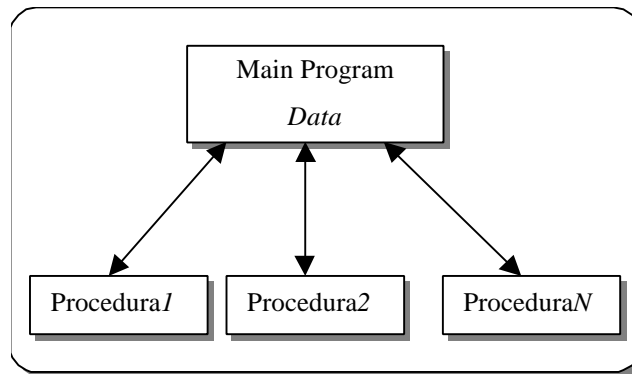 Main Program
Data
Procedura1
Procedura2
ProceduraN